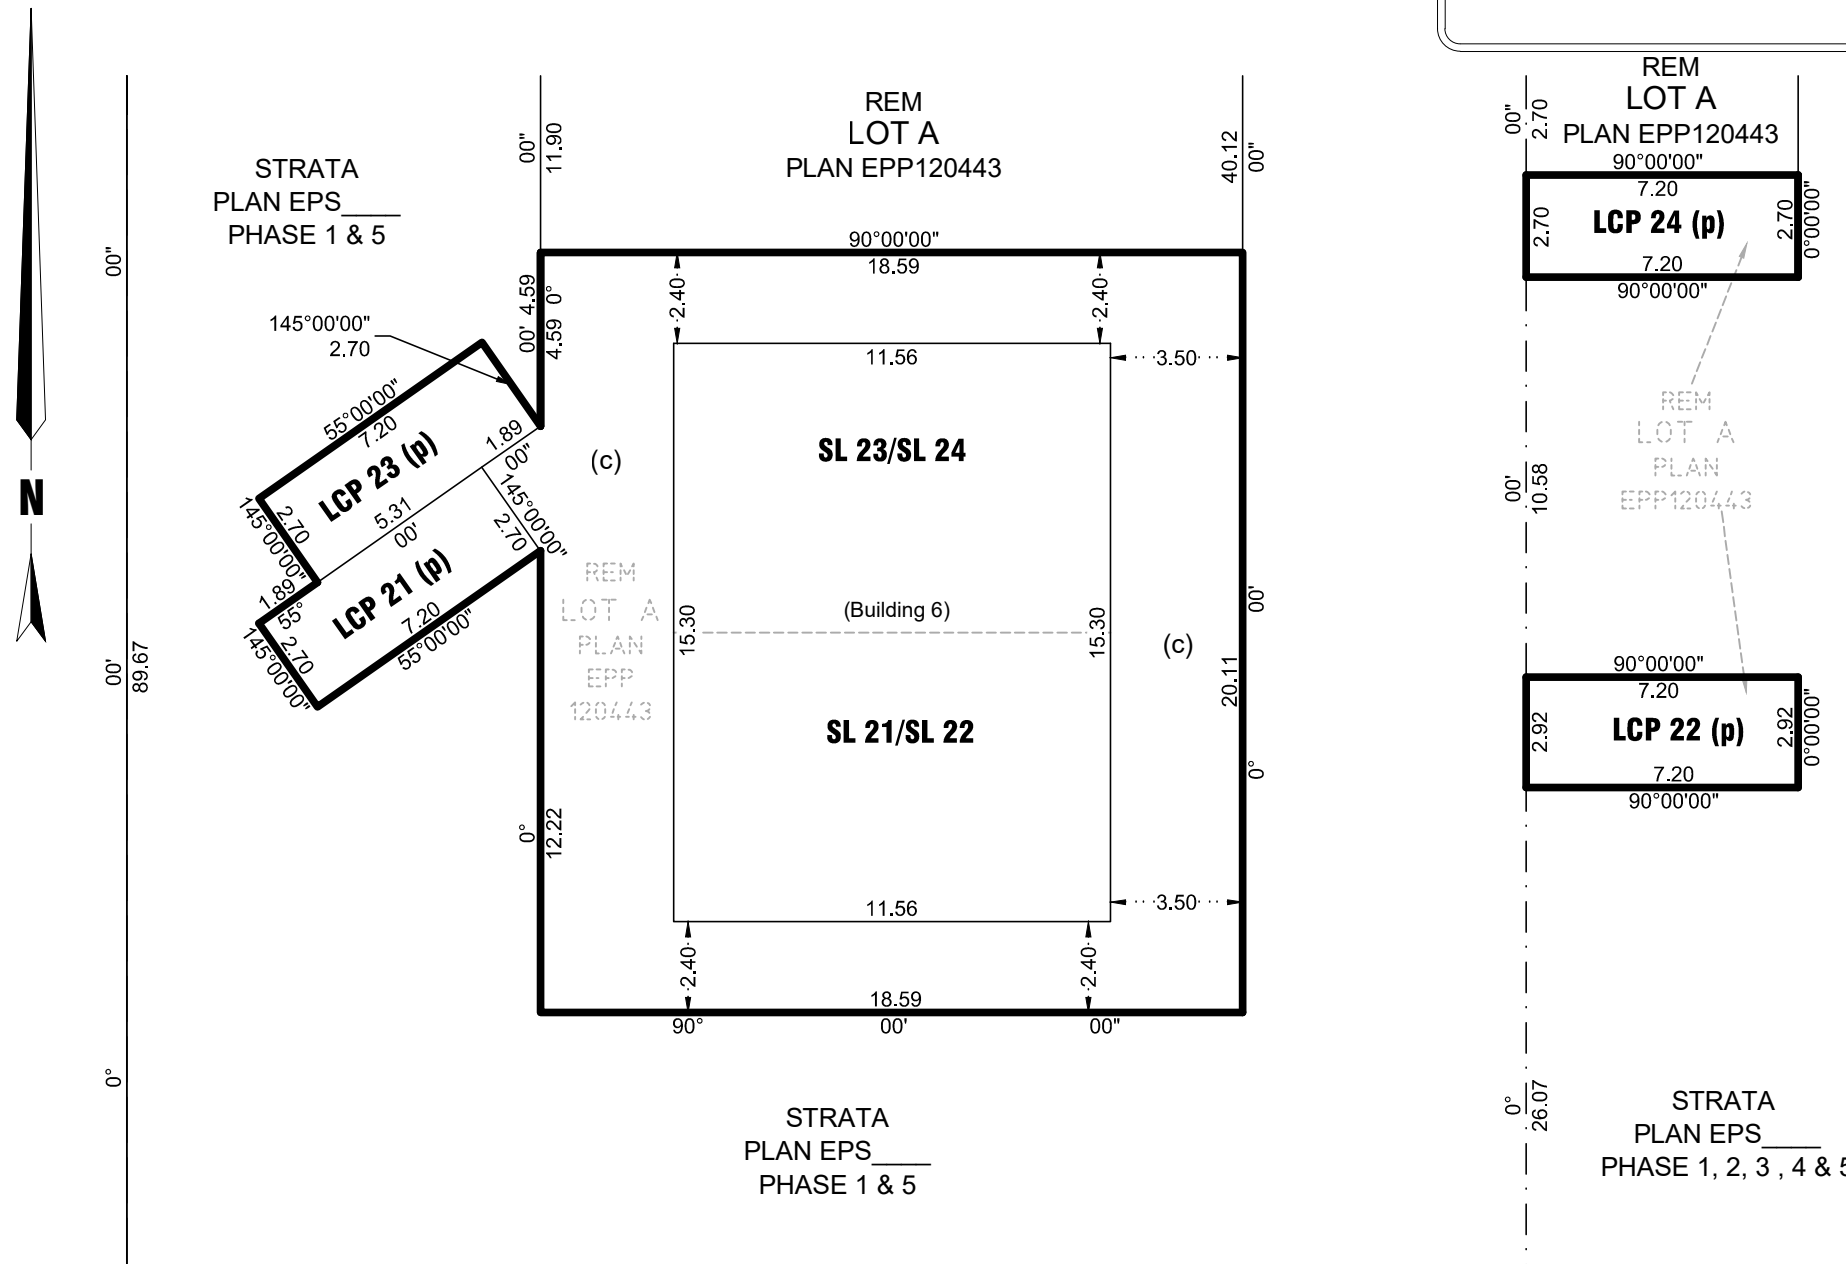 REM
LOT A
PLAN EPP120443
STRATA
PLAN EPS____
PHASE 1 & 5
REM
LOT A
PLAN EPP120443
00"
11.90
40.12
00"
00"
2.70
90°00'00"
7.20
2.70
LCP 24 (p)
2.70
0°00'00"
7.20
90°00'00"
90°00'00"
18.59
00"
00' 4.59 0°
4.59
2.40
2.40
145°00'00"
2.70
11.56
3.50
55°00'00"
7.20
LCP 23 (p)
1.89
00"
(c)
SL 23/SL 24
REM
LOT A
PLAN
EPP120443
00'
10.58
N
145°00'00"
2.70
5.31
00'
145°00'00"
2.70
1.89
55°
LCP 21 (p)
7.20
55°00'00"
2.70
145°00'00"
REM
LOT A
PLAN
EPP
120443
15.30
(Building 6)
15.30
(c)
00"
20.11
0°
00'
89.67
SL 21/SL 22
90°00'00"
7.20
2.92
LCP 22 (p)
2.92
0°00'00"
7.20
90°00'00"
0°
12.22
11.56
3.50
2.40
2.40
18.59
90° 00' 00"
0°
0°
26.07
STRATA
PLAN EPS____
PHASE 1 & 5
STRATA
PLAN EPS____
PHASE 1, 2, 3 , 4 & 5